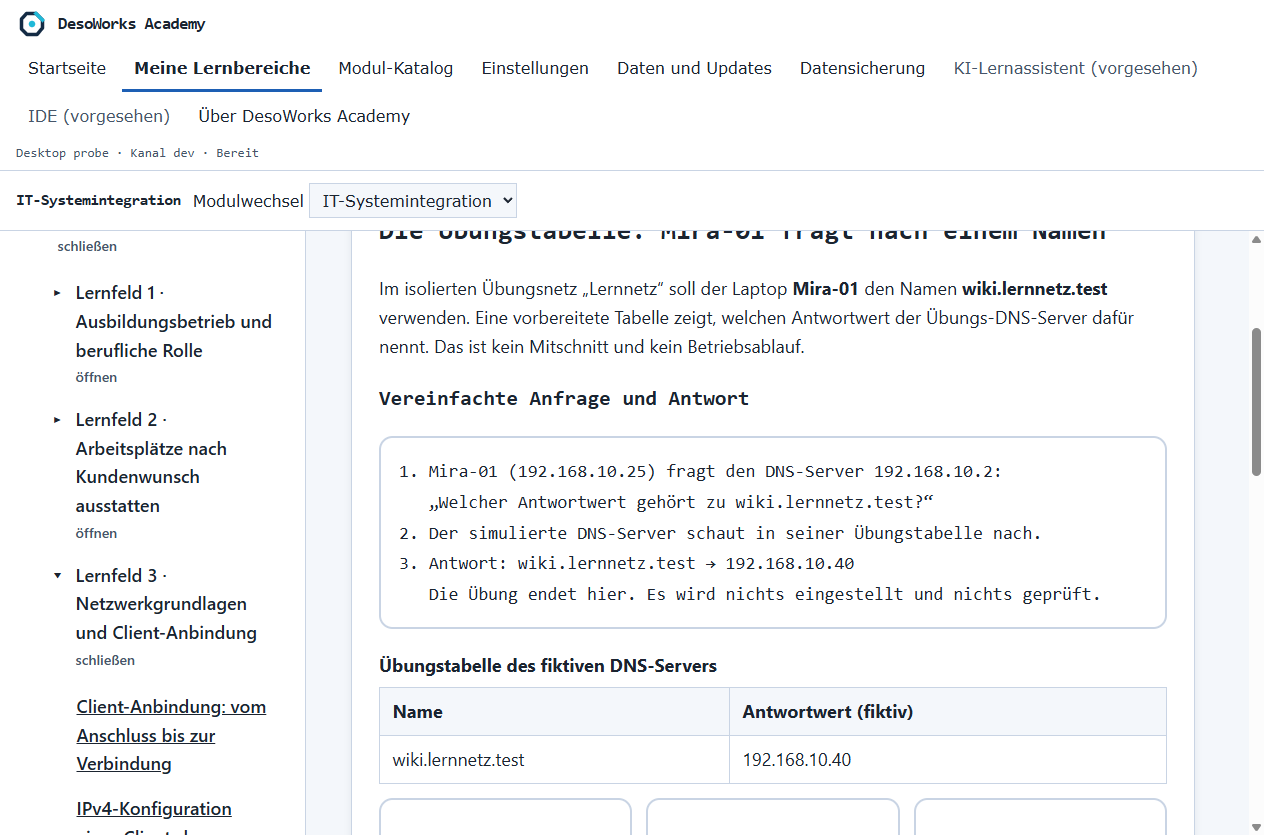 DesoWorks Academy
Startseite
Meine Lernbereiche
Modul-Katalog
Einstellungen
Daten und Updates
Datensicherung
KI-Lernassistent (vorgesehen)
IDE (vorgesehen)
Über DesoWorks Academy
Desktop probe · Kanal dev · Bereit
IT-Systemintegration
Modulwechsel
IT-Systemintegration
schließen
▸ Lernfeld 1 ·
Ausbildungsbetrieb und
berufliche Rolle
öffnen
▸ Lernfeld 2 ·
Arbeitsplätze nach
Kundenwunsch
ausstatten
öffnen
▾ Lernfeld 3 ·
Netzwerkgrundlagen
und Client-Anbindung
schließen
Client-Anbindung: vom
Anschluss bis zur
Verbindung
IPv4-Konfiguration
Die Übungstabelle: Mira-01 fragt nach einem Namen
Im isolierten Übungsnetz „Lernnetz“ soll der Laptop Mira-01 den Namen wiki.lernnetz.test
verwenden. Eine vorbereitete Tabelle zeigt, welchen Antwortwert der Übungs-DNS-Server dafür
nennt. Das ist kein Mitschnitt und kein Betriebsablauf.
Vereinfachte Anfrage und Antwort
1. Mira-01 (192.168.10.25) fragt den DNS-Server 192.168.10.2:
„Welcher Antwortwert gehört zu wiki.lernnetz.test?“
2. Der simulierte DNS-Server schaut in seiner Übungstabelle nach.
3. Antwort: wiki.lernnetz.test → 192.168.10.40
Die Übung endet hier. Es wird nichts eingestellt und nichts geprüft.
Übungstabelle des fiktiven DNS-Servers
Name
Antwortwert (fiktiv)
wiki.lernnetz.test
192.168.10.40